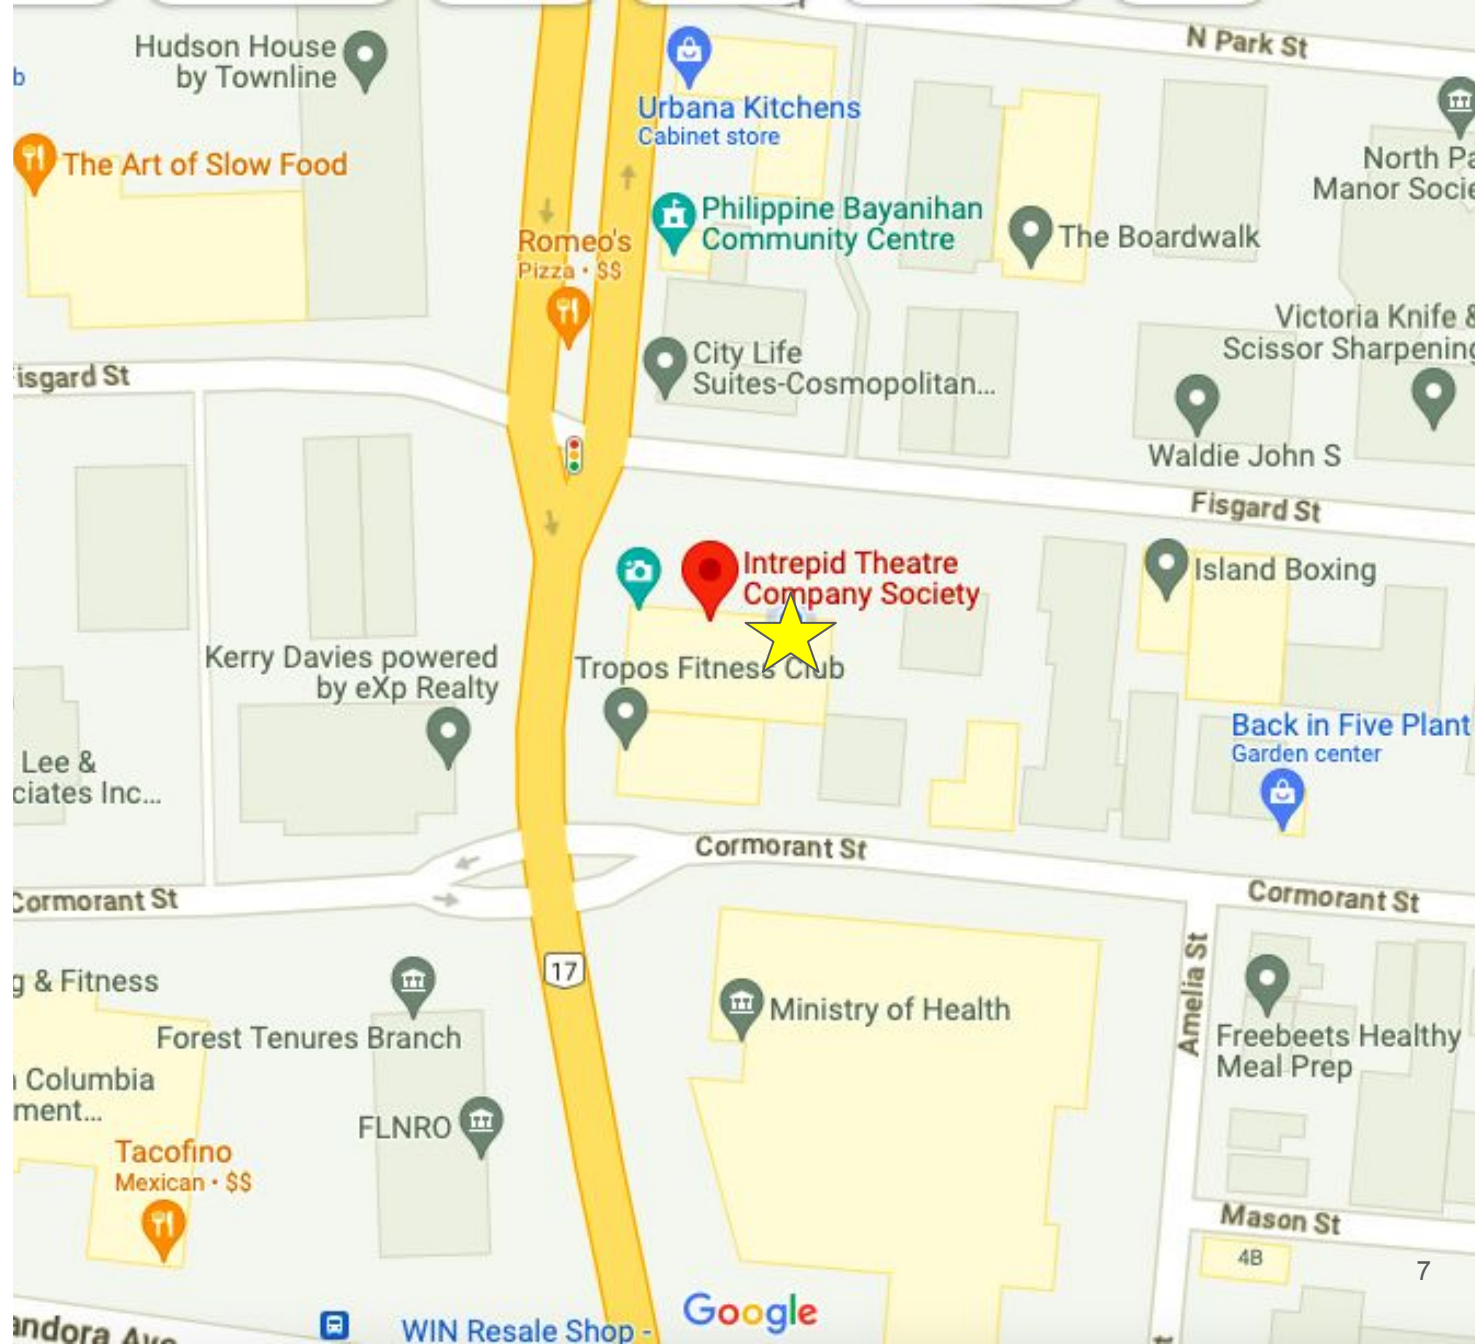 N Park St
Hudson House
by Townline
b
Urbana Kitchens
Cabinet store
The Art of Slow Food
North Pa
Manor Socie
Philippine Bayanihan
Community Centre
The Boardwalk
Romeo's
Pizza • $$
Victoria Knife &
Scissor Sharpening
City Life
Suites-Cosmopolitan...
isgard St
Waldie John S
Fisgard St
Intrepid Theatre
Company Society
Island Boxing
Kerry Davies powered
by eXp Realty
Tropos Fitness Club
Back in Five Plant
Garden center
Lee &
ciates Inc...
Cormorant St
Cormorant St
Cormorant St
Amelia St
17
g & Fitness
Forest Tenures Branch
Ministry of Health
Freebeets Healthy
Meal Prep
Columbia
ment...
FLNRO
Tacofino
Mexican • $$
Mason St
4B
7
Google
andora Ave
WIN Resale Shop -